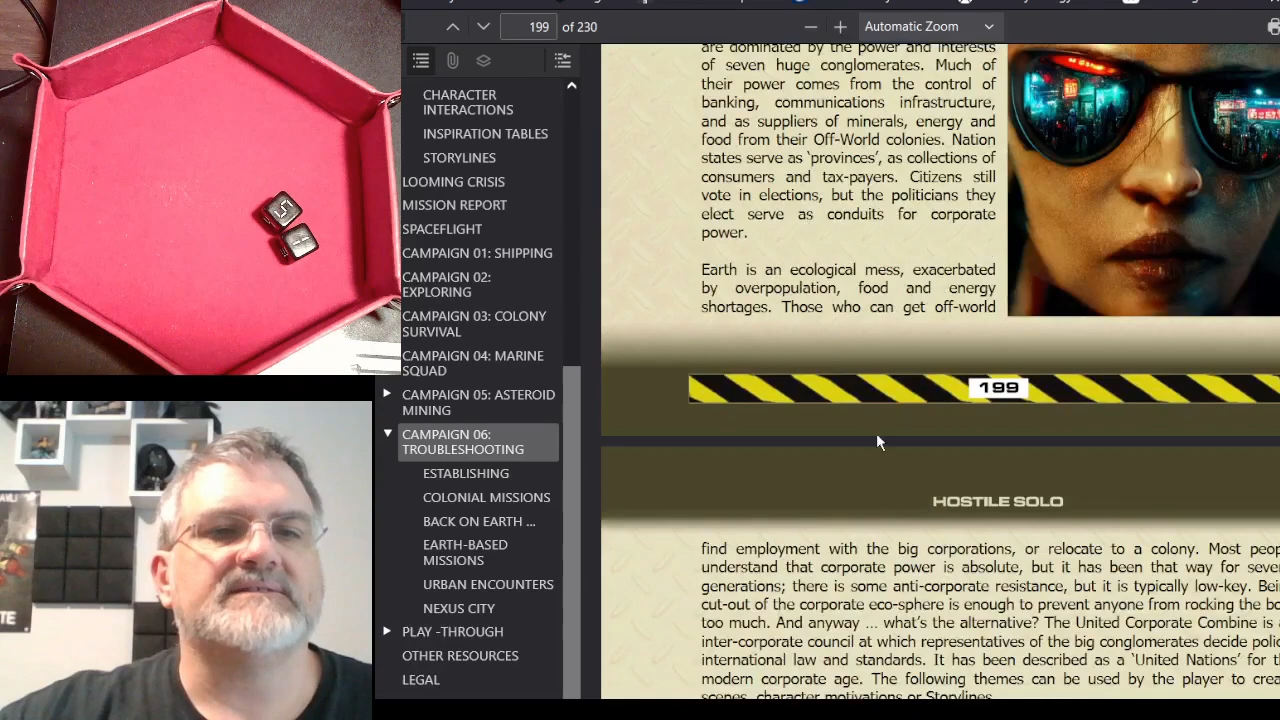 199 of 230
Automatic Zoom
CHARACTER
INTERACTIONS
INSPIRATION TABLES
STORYLINES
LOOMING CRISIS
MISSION REPORT
SPACEFLIGHT
CAMPAIGN 01: SHIPPING
CAMPAIGN 02:
EXPLORING
CAMPAIGN 03: COLONY
SURVIVAL
CAMPAIGN 04: MARINE
SQUAD
CAMPAIGN 05: ASTEROID
MINING
CAMPAIGN 06:
TROUBLESHOOTING
ESTABLISHING
COLONIAL MISSIONS
BACK ON EARTH ...
EARTH-BASED
MISSIONS
URBAN ENCOUNTERS
NEXUS CITY
PLAY -THROUGH
OTHER RESOURCES
LEGAL
are dominated by the power and interests
of seven huge conglomerates. Much of
their power comes from the control of
banking, communications infrastructure,
and as suppliers of minerals, energy and
food from their Off-World colonies. Nation
states serve as ‘provinces’, as collections of
consumers and tax-payers. Citizens still
vote in elections, but the politicians they
elect serve as conduits for corporate
power.
Earth is an ecological mess, exacerbated
by overpopulation, food and energy
shortages. Those who can get off-world
199
HOSTILE SOLO
find employment with the big corporations, or relocate to a colony. Most peop
understand that corporate power is absolute, but it has been that way for seve
generations; there is some anti-corporate resistance, but it is typically low-key. Bei
cut-out of the corporate eco-sphere is enough to prevent anyone from rocking the bo
too much. And anyway ... what’s the alternative? The United Corporate Combine is
inter-corporate council at which representatives of the big conglomerates decide polic
international law and standards. It has been described as a ‘United Nations’ for th
modern corporate age. The following themes can be used by the player to crea
scenes, character motivations or Storylines.